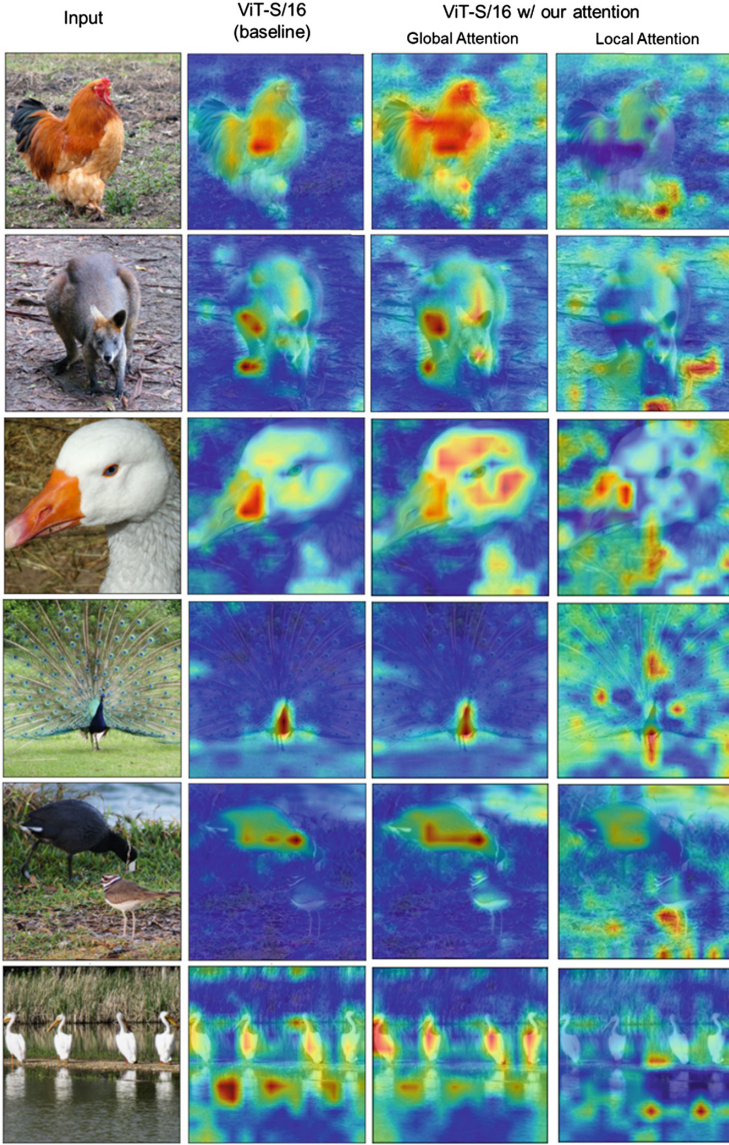 Input
ViT-S/16
(baseline)
ViT-S/16 w/ our attention
Global Attention
Local Attention